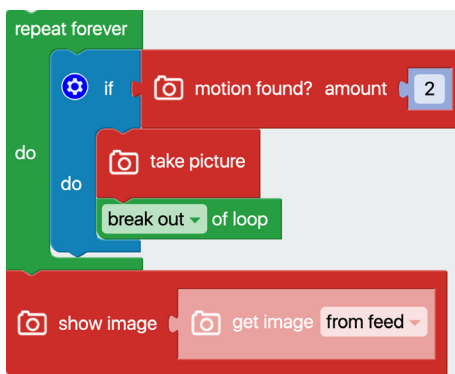 repeat forever
if motion found? amount 2
do
take picture
do
break out of loop
show image get image from feed